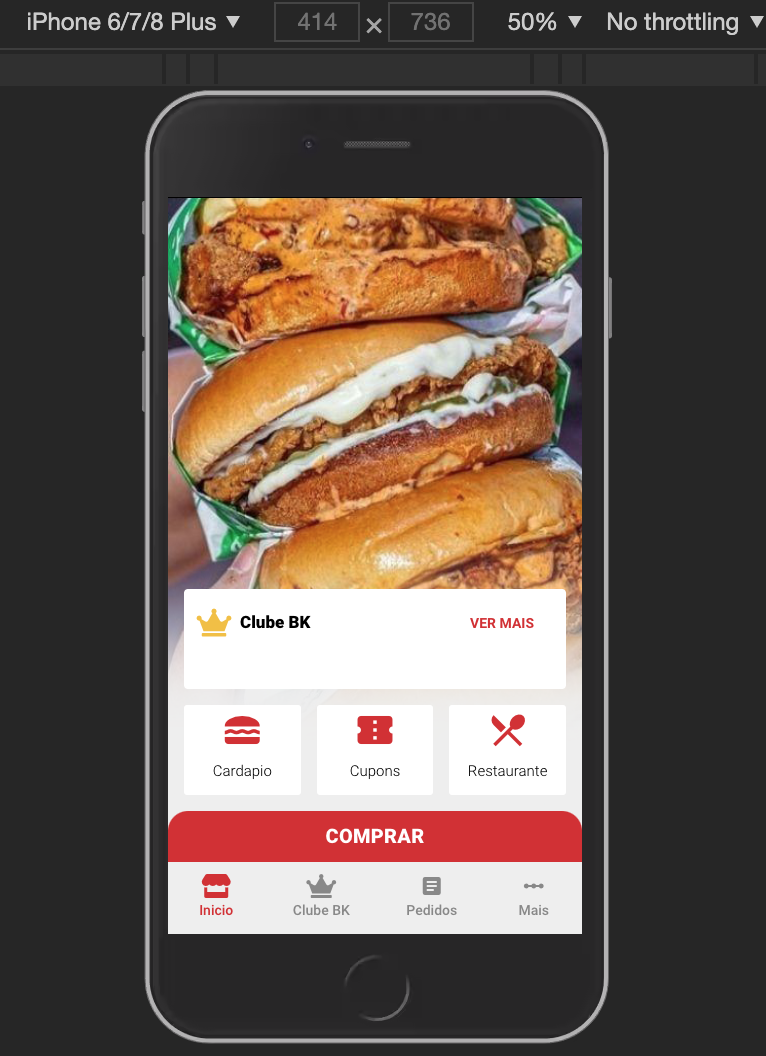 iPhone 6/7/8 Plus ▼ 414 × 736 50% ▼ No throttling ▼
Clube BK VER MAIS
Cardapio Cupons Restaurante
COMPRAR
Inicio Clube BK Pedidos Mais